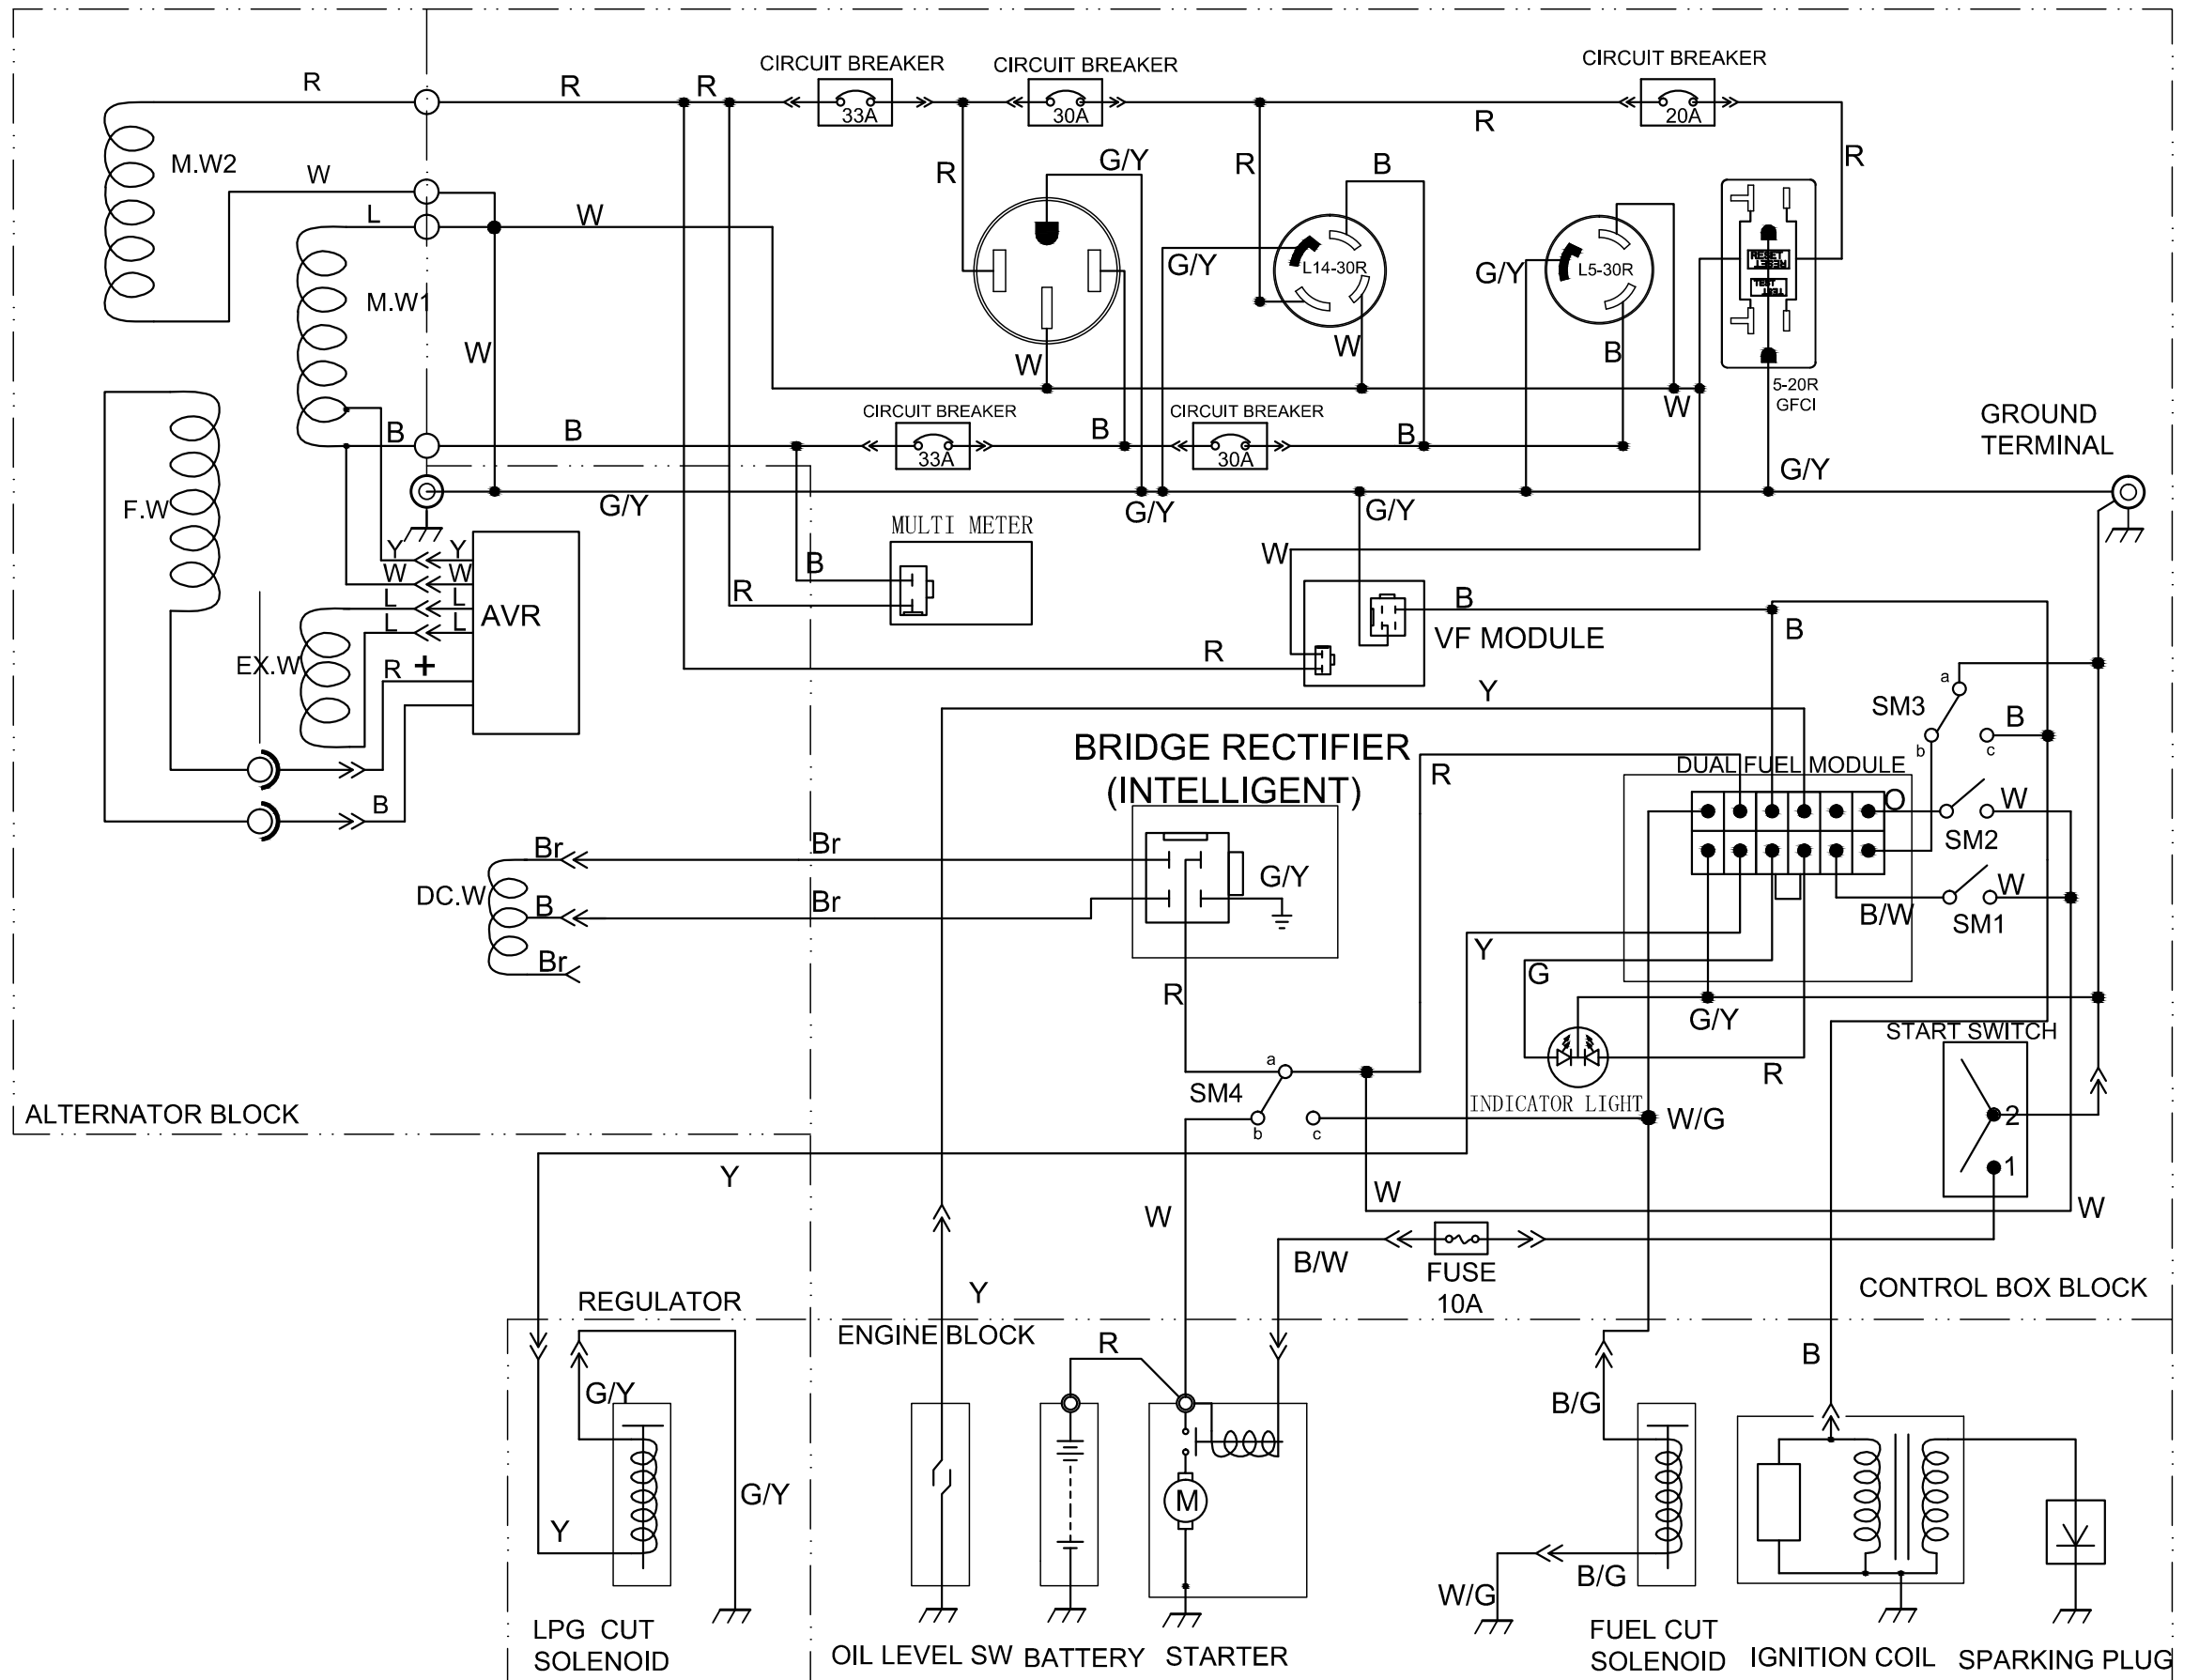 CIRCUIT BREAKER
CIRCUIT BREAKER
CIRCUIT BREAKER
R
R
R
33A
30A
20A
R
M.W2
W
R
G/Y
R
B
R
L
W
G/Y
L14-30R
G/Y
L5-30R
RESET
RESET
TEST
TEST
M.W1
W
W
W
B
5-20R
GFCI
W
CIRCUIT BREAKER
CIRCUIT BREAKER
GROUND
TERMINAL
B
B
B
B
33A
30A
G/Y
F.W
G/Y
G/Y
G/Y
MULTI METER
Y
Y
W
W
W
B
L
L
R
B
AVR
L
L
VF MODULE
B
EX.W
R
+
R
Y
a
SM3
B
b
c
BRIDGE RECTIFIER
(INTELLIGENT)
R
DUAL FUEL MODULE
O
W
B
SM2
Br
Br
G/Y
DC.W
B
Br
W
B/W
SM1
Br
Y
G
R
G/Y
START SWITCH
a
SM4
R
INDICATOR LIGHT
b
c
W/G
2
1
ALTERNATOR BLOCK
Y
W
W
W
B/W
FUSE
10A
Y
REGULATOR
CONTROL BOX BLOCK
ENGINE BLOCK
R
B
G/Y
B/G
G/Y
M
Y
B/G
W/G
LPG CUT
SOLENOID
OIL LEVEL SW
BATTERY
STARTER
FUEL CUT
SOLENOID
IGNITION COIL
SPARKING PLUG